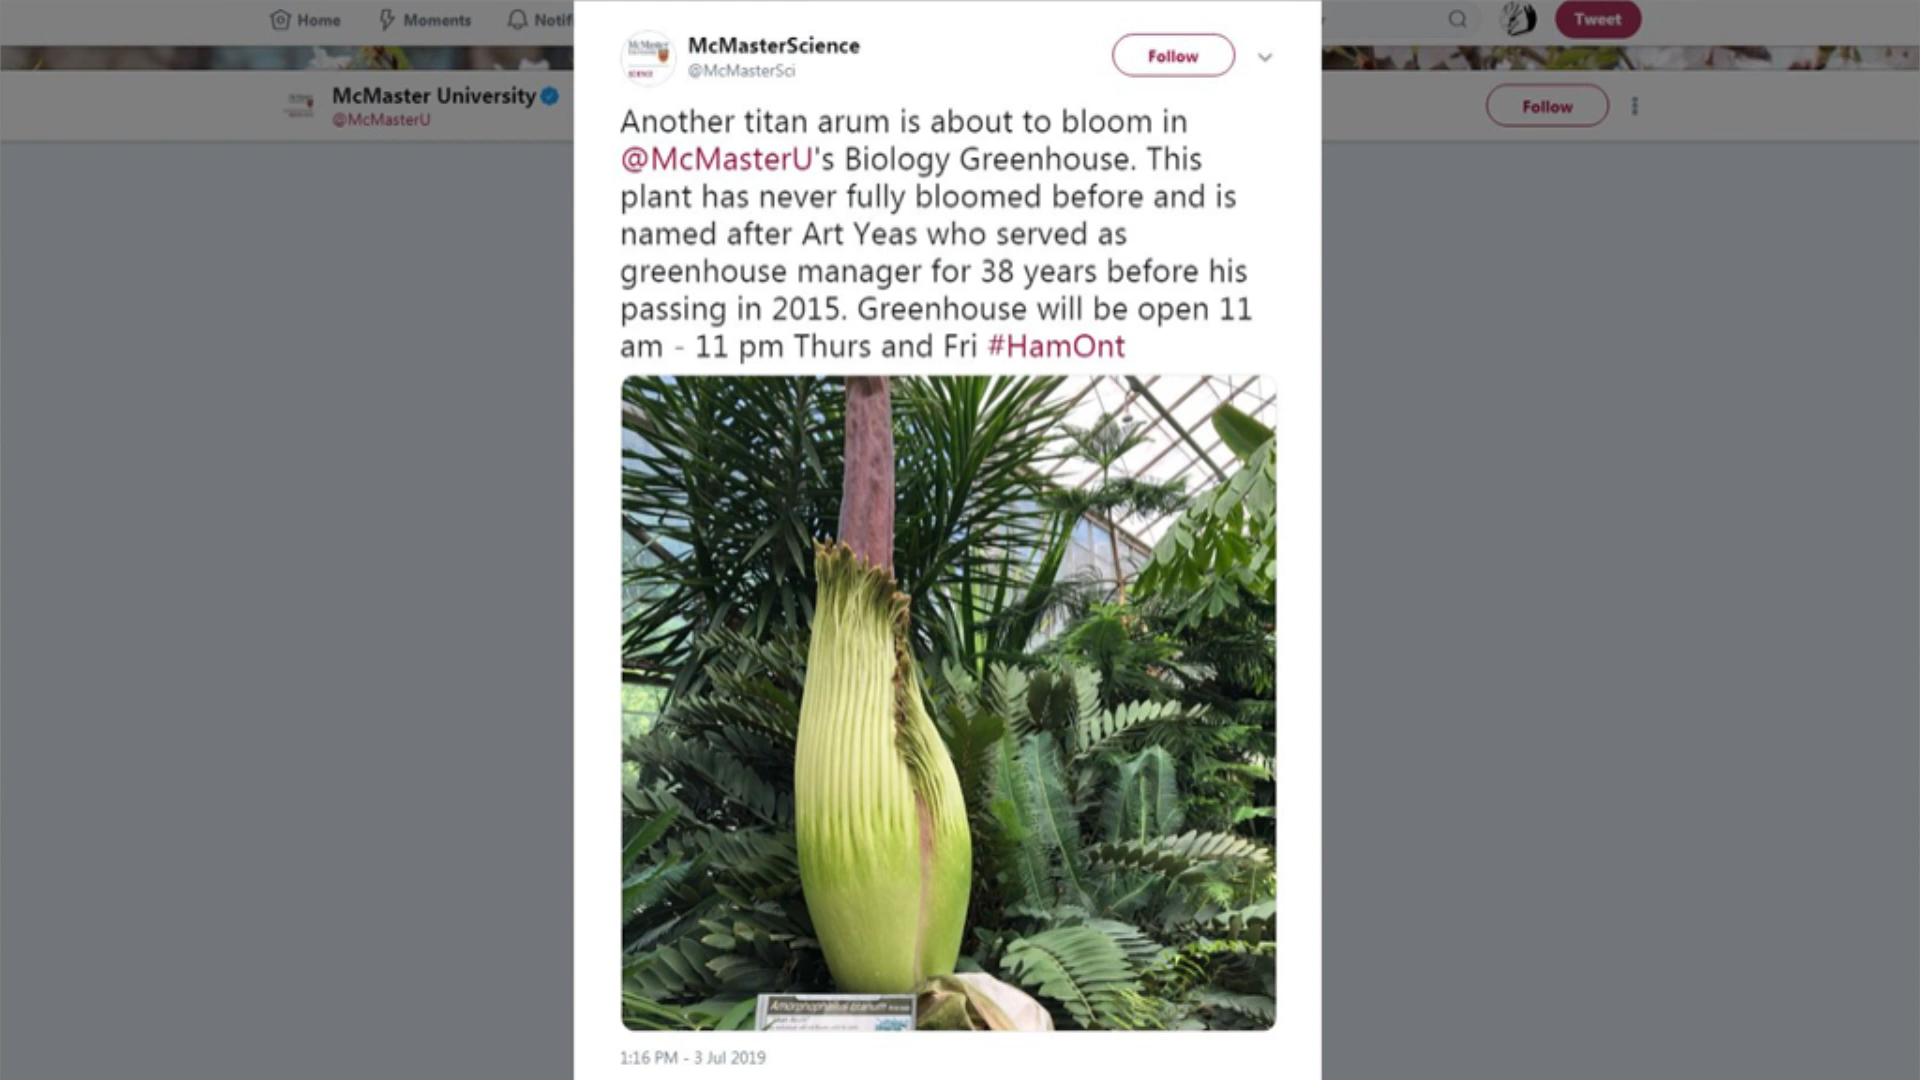 Home
Moments
Tweet
McMaster University
@McMasterU
Follow
McMasterScience
@McMasterSci
Follow
Another titan arum is about to bloom in
@McMasterU's Biology Greenhouse. This
plant has never fully bloomed before and is
named after Art Yeas who served as
greenhouse manager for 38 years before his
passing in 2015. Greenhouse will be open 11
am - 11 pm Thurs and Fri #HamOnt
Amorphophallus titanum
1:16 PM - 3 Jul 2019